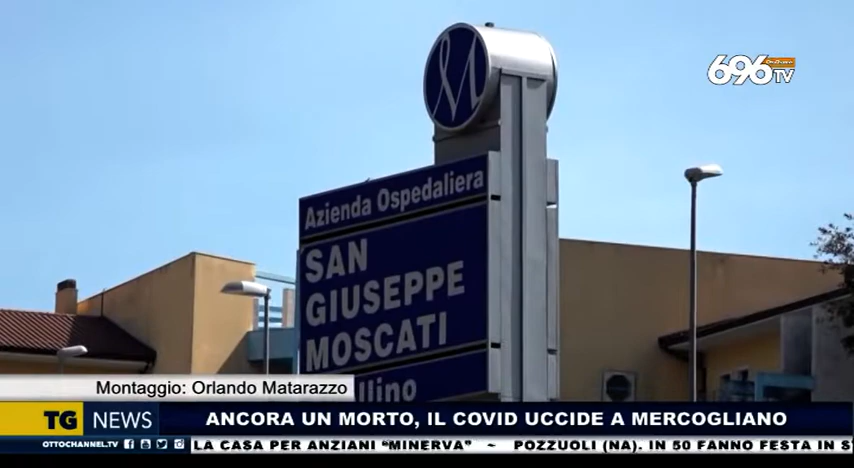 696
TV
M
Azienda Ospedaliera
SAN
GIUSEPPE
MOSCATI
llino
Montaggio: Orlando Matarazzo
TG NEWS
ANCORA UN MORTO, IL COVID UCCIDE A MERCOGLIANO
OTTOCHANNEL.TV
LA CASA PER ANZIANI “MINERVA” ~ POZZUOLI (NA). IN 50 FANNO FESTA IN S